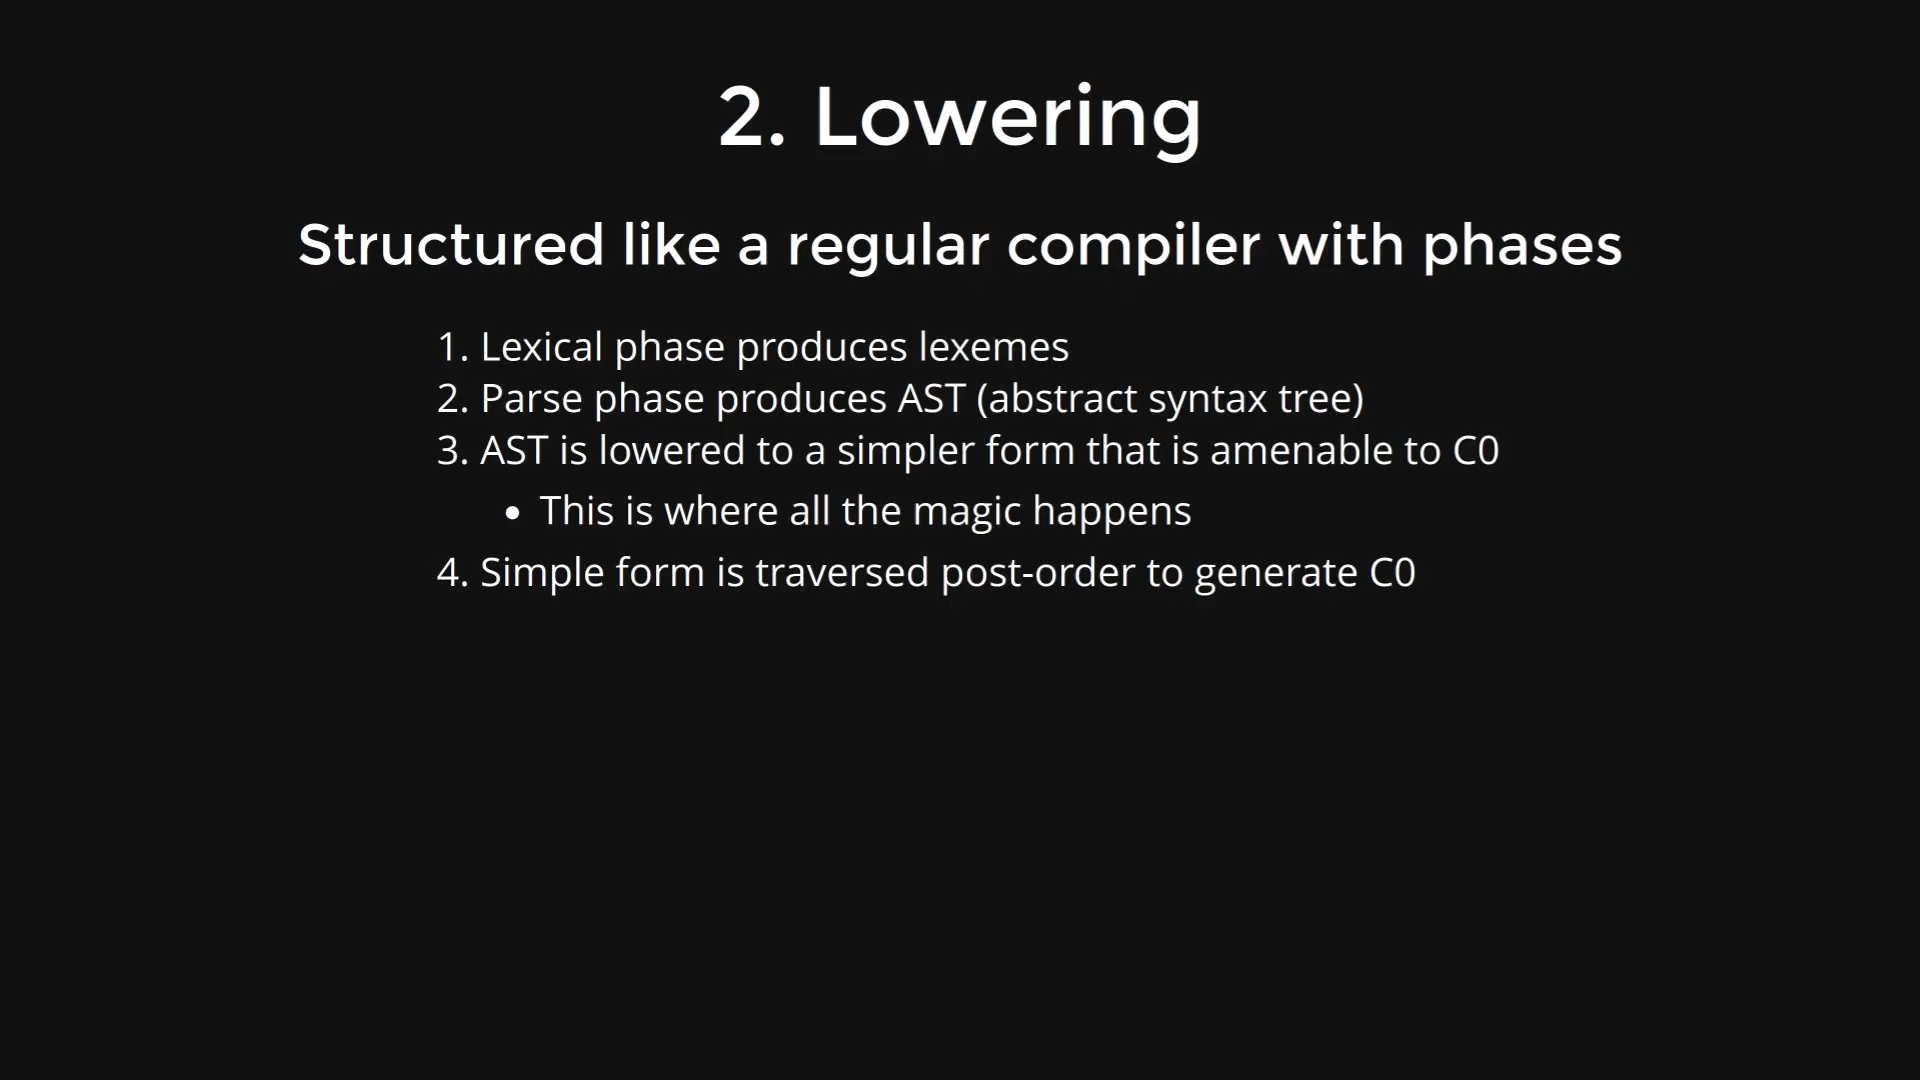 2. Lowering
Structured like a regular compiler with phases
1. Lexical phase produces lexemes
2. Parse phase produces AST (abstract syntax tree)
3. AST is lowered to a simpler form that is amenable to C0
• This is where all the magic happens
4. Simple form is traversed post-order to generate C0